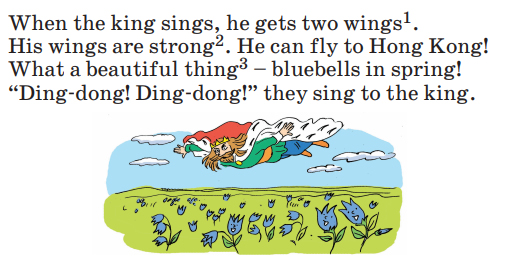 When the king sings, he gets two wings¹.
His wings are strong². He can fly to Hong Kong!
What a beautiful thing³ – bluebells in spring!
“Ding-dong! Ding-dong!” they sing to the king.